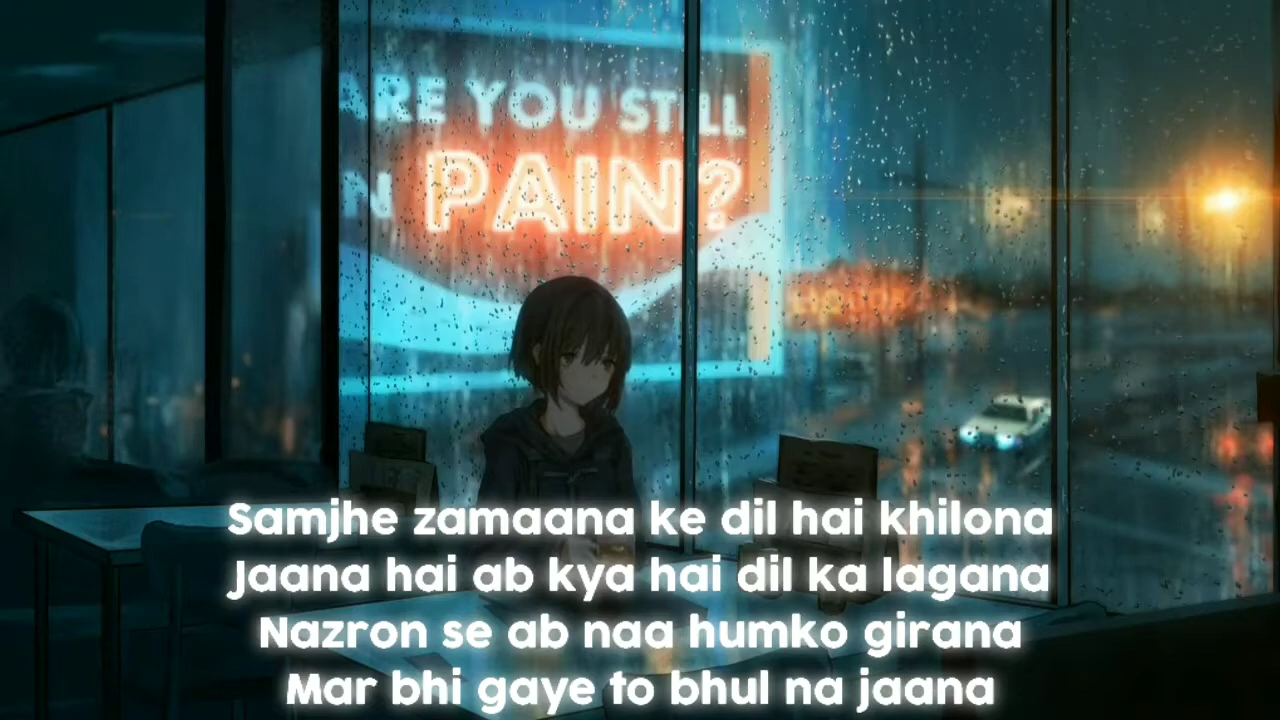 ARE YOU STILL
N PAIN?
Samjhe zamaana ke dil hai khilona
Jaana hai ab kya hai dil ka lagana
Nazron se ab naa humko girana
Mar bhi gaye to bhul na jaana